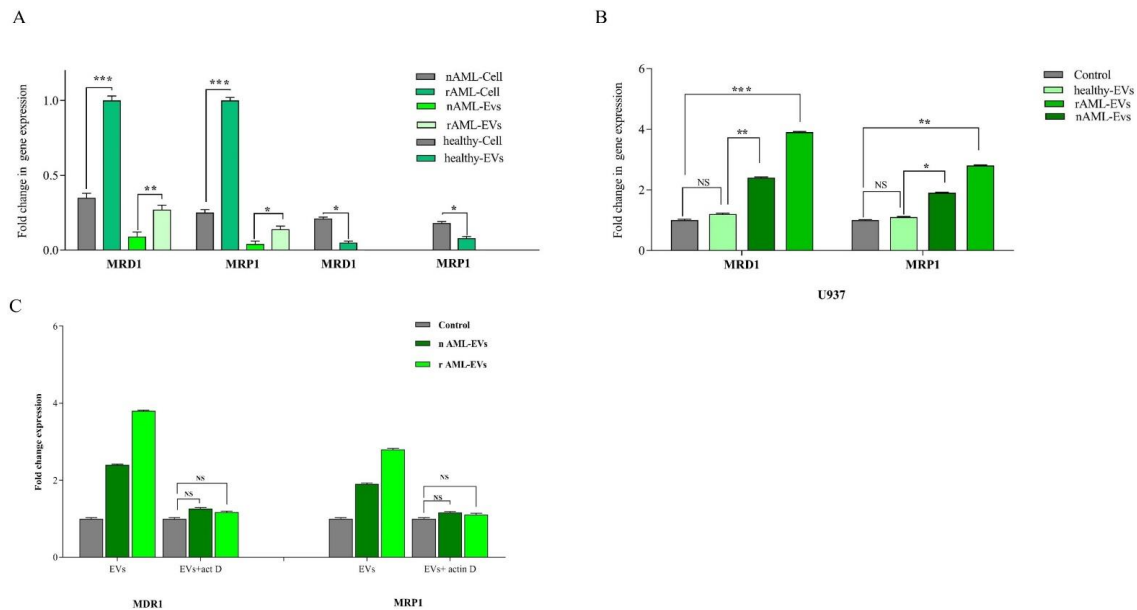 A
Fold change in gene expression
1.0
0.5
0.0
***
**
***
*
*
*
MRD1
MRP1
MRD1
MRP1
nAML-Cell
rAML-Cell
nAML-Evs
rAML-EVs
healthy-Cell
healthy-EVs
B
Fold change in gene expression
6
4
2
0
***
**
NS
**
*
NS
MRD1
MRP1
U937
Control
healthy-EVs
rAML-EVs
nAML-Evs
C
Fold change expression
6
4
2
0
NS
NS
NS
NS
EVs
EVs+act D
EVs
EVs+ actin D
MDR1
MRP1
Control
n AML-EVs
r AML-EVs